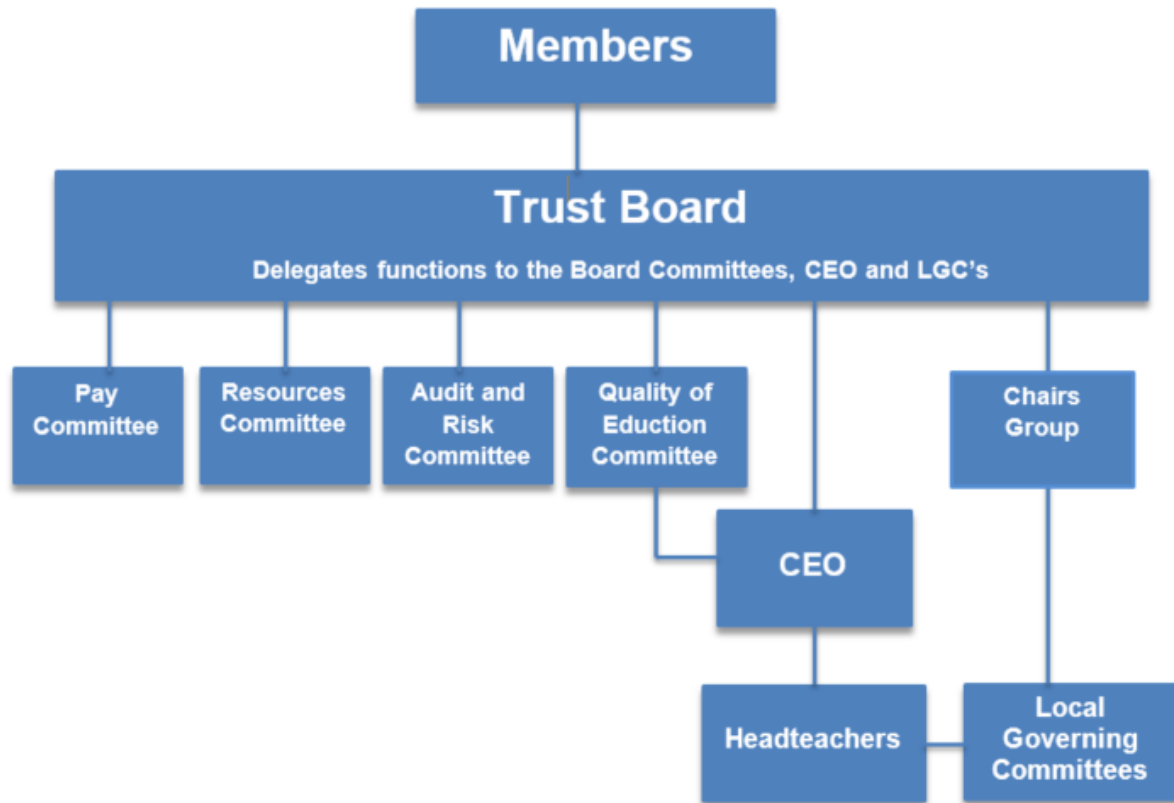 Members
Trust Board
Delegates functions to the Board Committees, CEO and LGC's
Pay
Committee
Resources
Committee
Audit and
Risk
Committee
Quality of
Eduction
Committee
Chairs
Group
CEO
Headteachers
Local
Governing
Committees